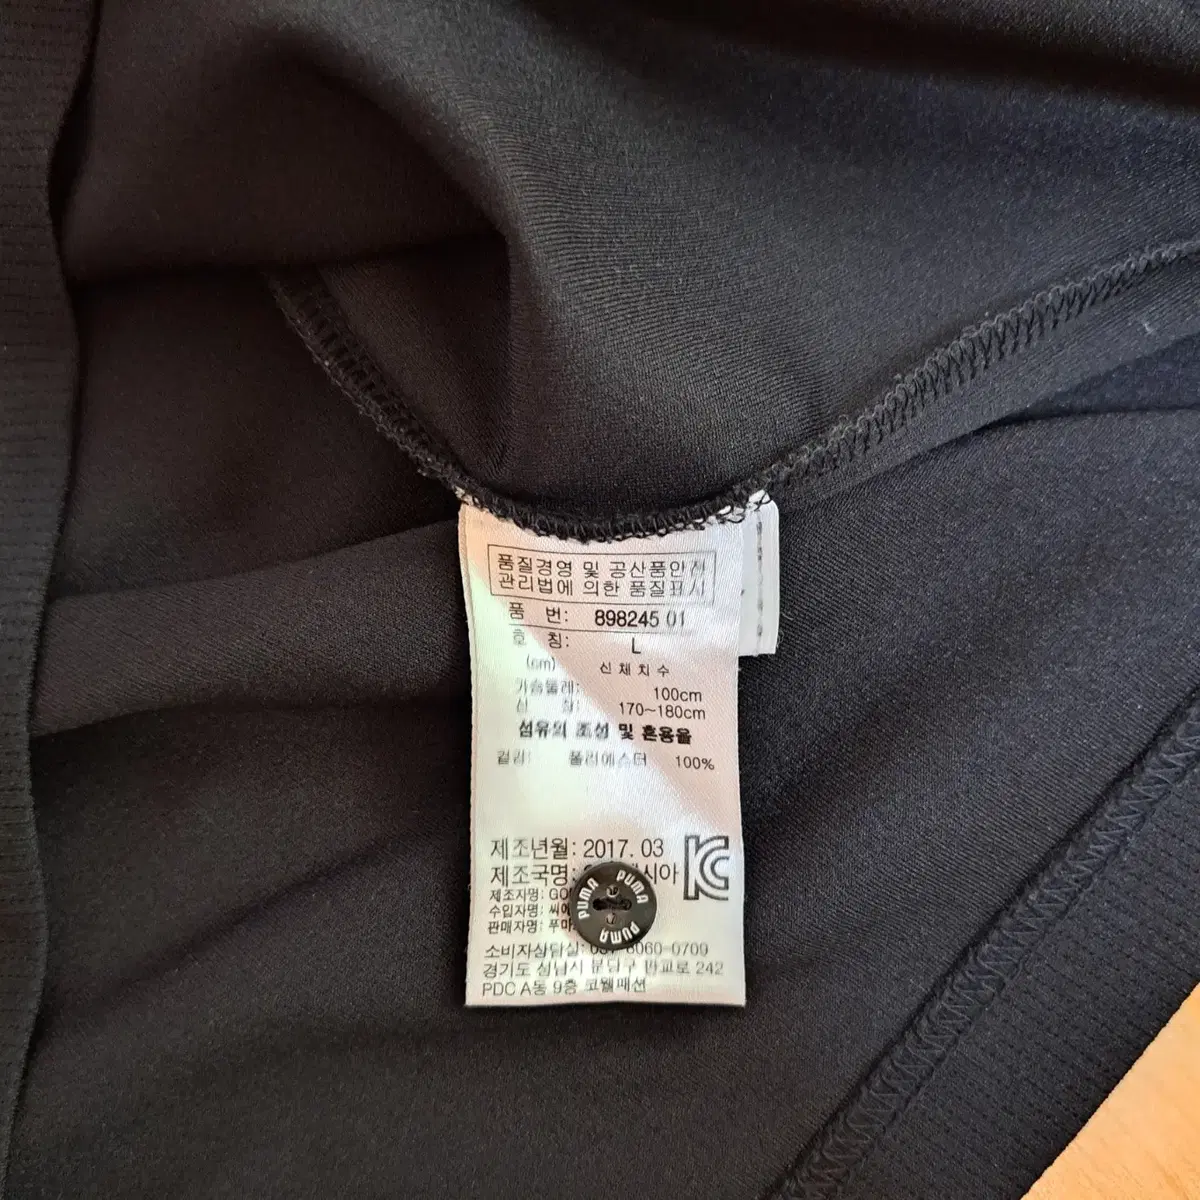 품질경영 및 공산품안전
관리법에 의한 품질표시
품 번: 898245 01
호 칭: L
(cm) 신체치수
가슴둘레: 100cm
신 장: 170~180cm
섬유의 조성 및 혼용율
겉감: 폴리에스터 100%
제조년월: 2017. 03
제조국명:
제조자명:
수입자명:
판매자명:
소비자상담실: 6060-0709
경기도 성남시 분당구 판교로 242
PDC A동 9층 코웰패션
PUMA PUMA PUMA